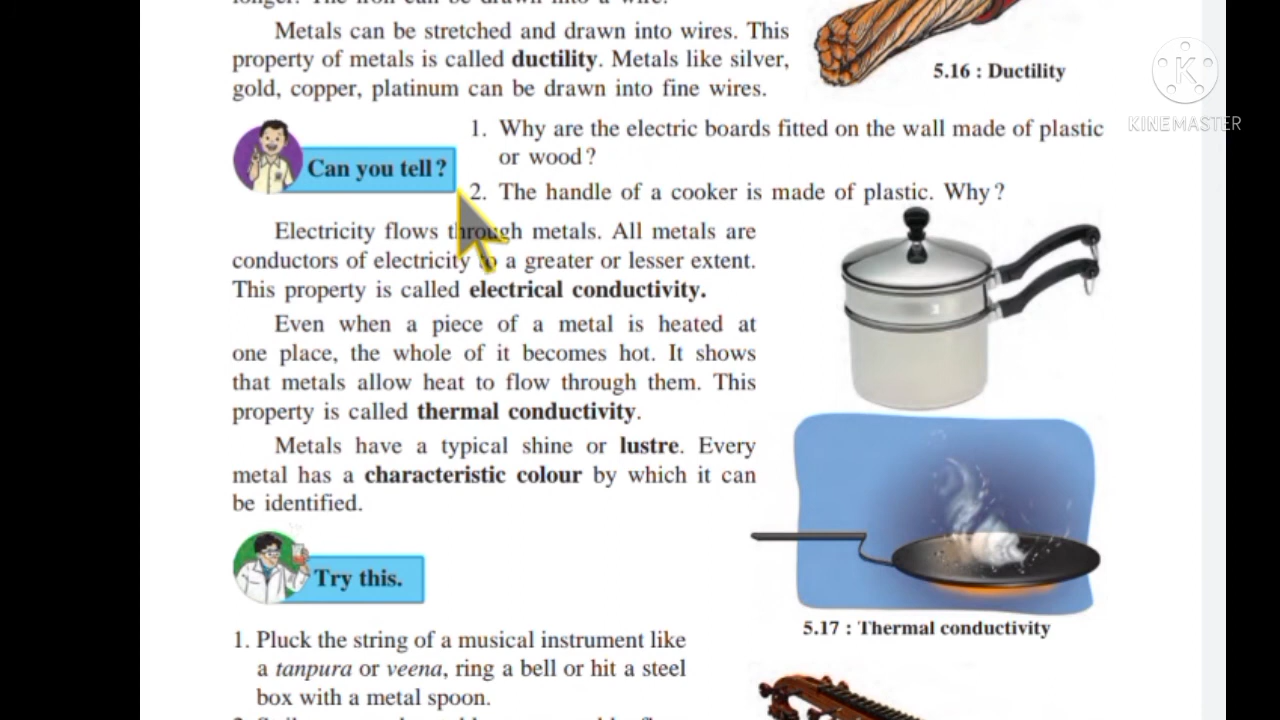 longer. The iron can be drawn into a wire.
Metals can be stretched and drawn into wires. This
property of metals is called ductility. Metals like silver,
gold, copper, platinum can be drawn into fine wires.
5.16 : Ductility
KINEMASTER
Can you tell?
1. Why are the electric boards fitted on the wall made of plastic
or wood?
2. The handle of a cooker is made of plastic. Why?
Electricity flows through metals. All metals are
conductors of electricity to a greater or lesser extent.
This property is called electrical conductivity.
Even when a piece of a metal is heated at
one place, the whole of it becomes hot. It shows
that metals allow heat to flow through them. This
property is called thermal conductivity.
Metals have a typical shine or lustre. Every
metal has a characteristic colour by which it can
be identified.
5.17 : Thermal conductivity
Try this.
1. Pluck the string of a musical instrument like
a tanpura or veena, ring a bell or hit a steel
box with a metal spoon.